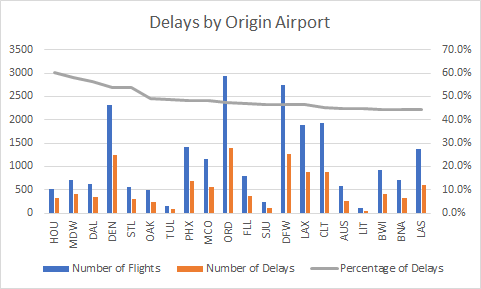 Delays by Origin Airport
3500 70.0%
3000 60.0%
2500 50.0%
2000 40.0%
1500 30.0%
1000 20.0%
500 10.0%
0 0.0%
HOU MDW DAL DEN STL OAK TUL PHX MCO ORD FLL SJU DFW LAX CLT AUS LIT BWI BNA LAS
Number of Flights Number of Delays Percentage of Delays